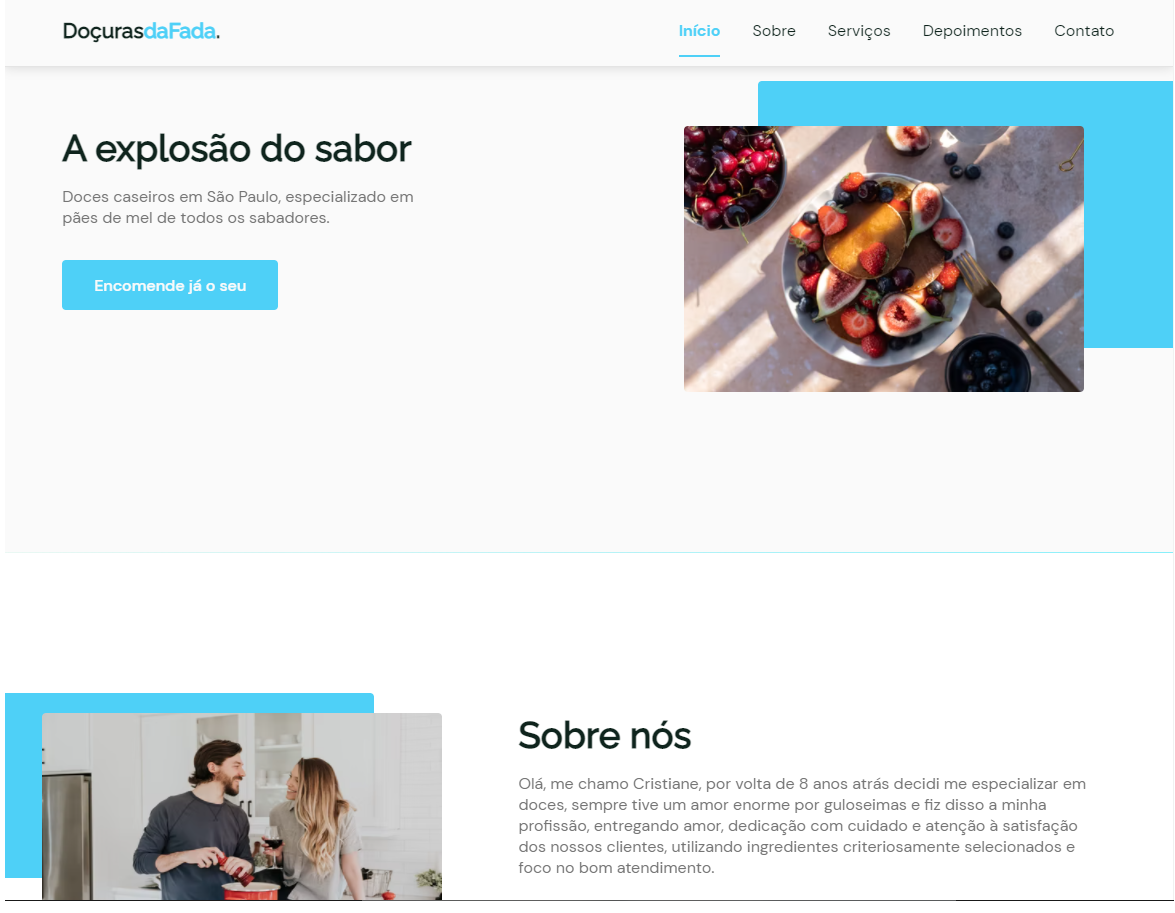 DoçurasdaFada.
Início Sobre Serviços Depoimentos Contato
A explosão do sabor
Doces caseiros em São Paulo, especializado em
pães de mel de todos os sabadores.
Encomende já o seu
Sobre nós
Olá, me chamo Cristiane, por volta de 8 anos atrás decidi me especializar em
doces, sempre tive um amor enorme por guloseimas e fiz disso a minha
profissão, entregando amor, dedicação com cuidado e atenção à satisfação
dos nossos clientes, utilizando ingredientes criteriosamente selecionados e
foco no bom atendimento.